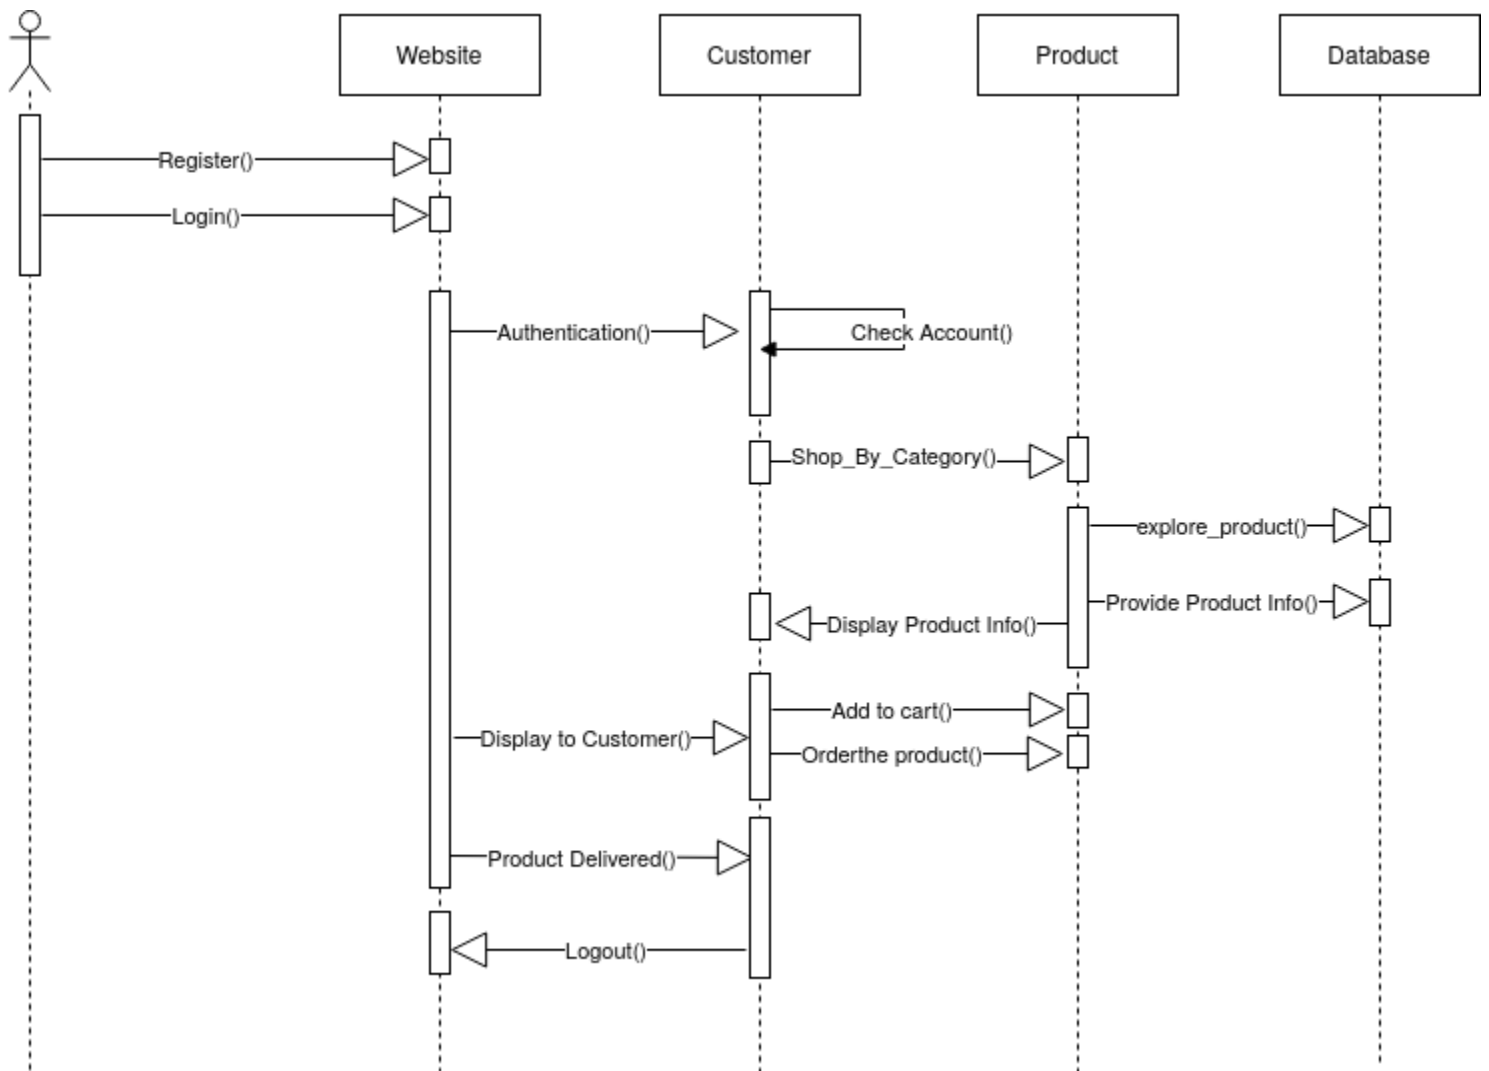 Website
Customer
Product
Database
Register()
Login()
Authentication()
Check Account()
Shop_By_Category()
explore_product()
Provide Product Info()
Display Product Info()
Add to cart()
Display to Customer()
Orderthe product()
Product Delivered()
Logout()